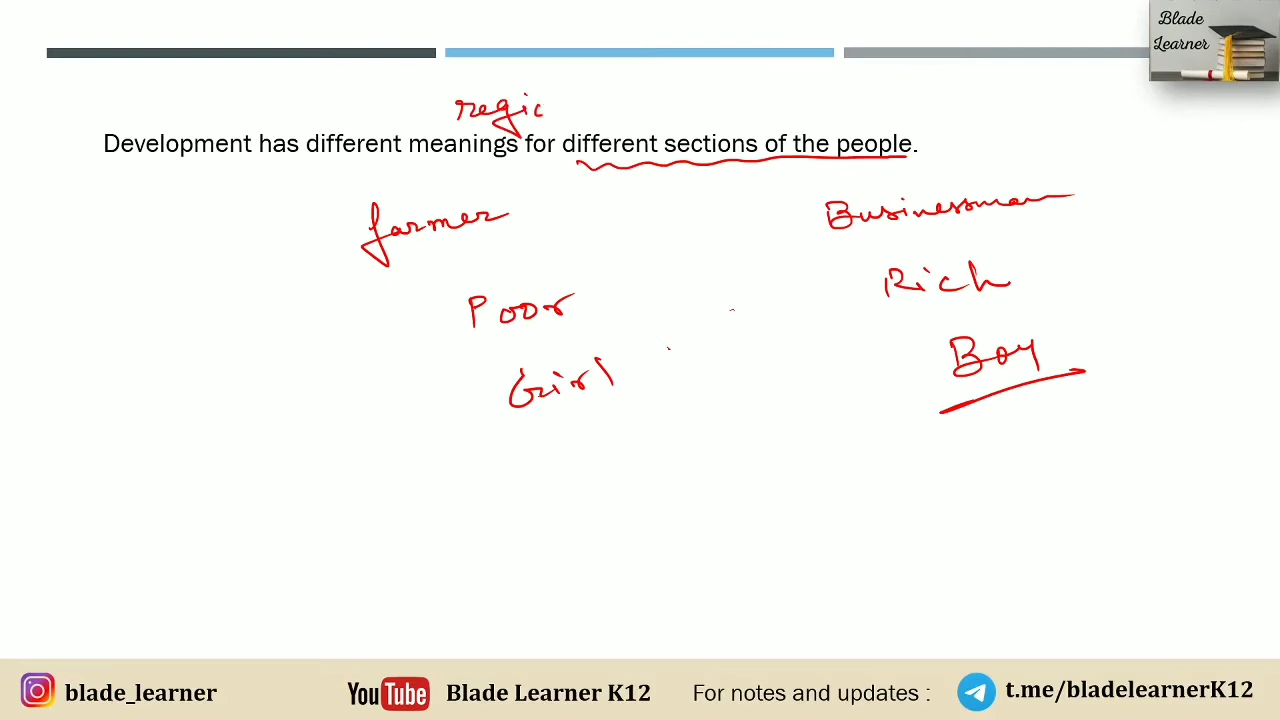 Blade
Learner
regio
Development has different meanings for different sections of the people.
farmer
Businessman
Poor
Rich
Girl
Boy
blade_learner
YouTube
Blade Learner K12
For notes and updates :
t.me/bladelearnerK12